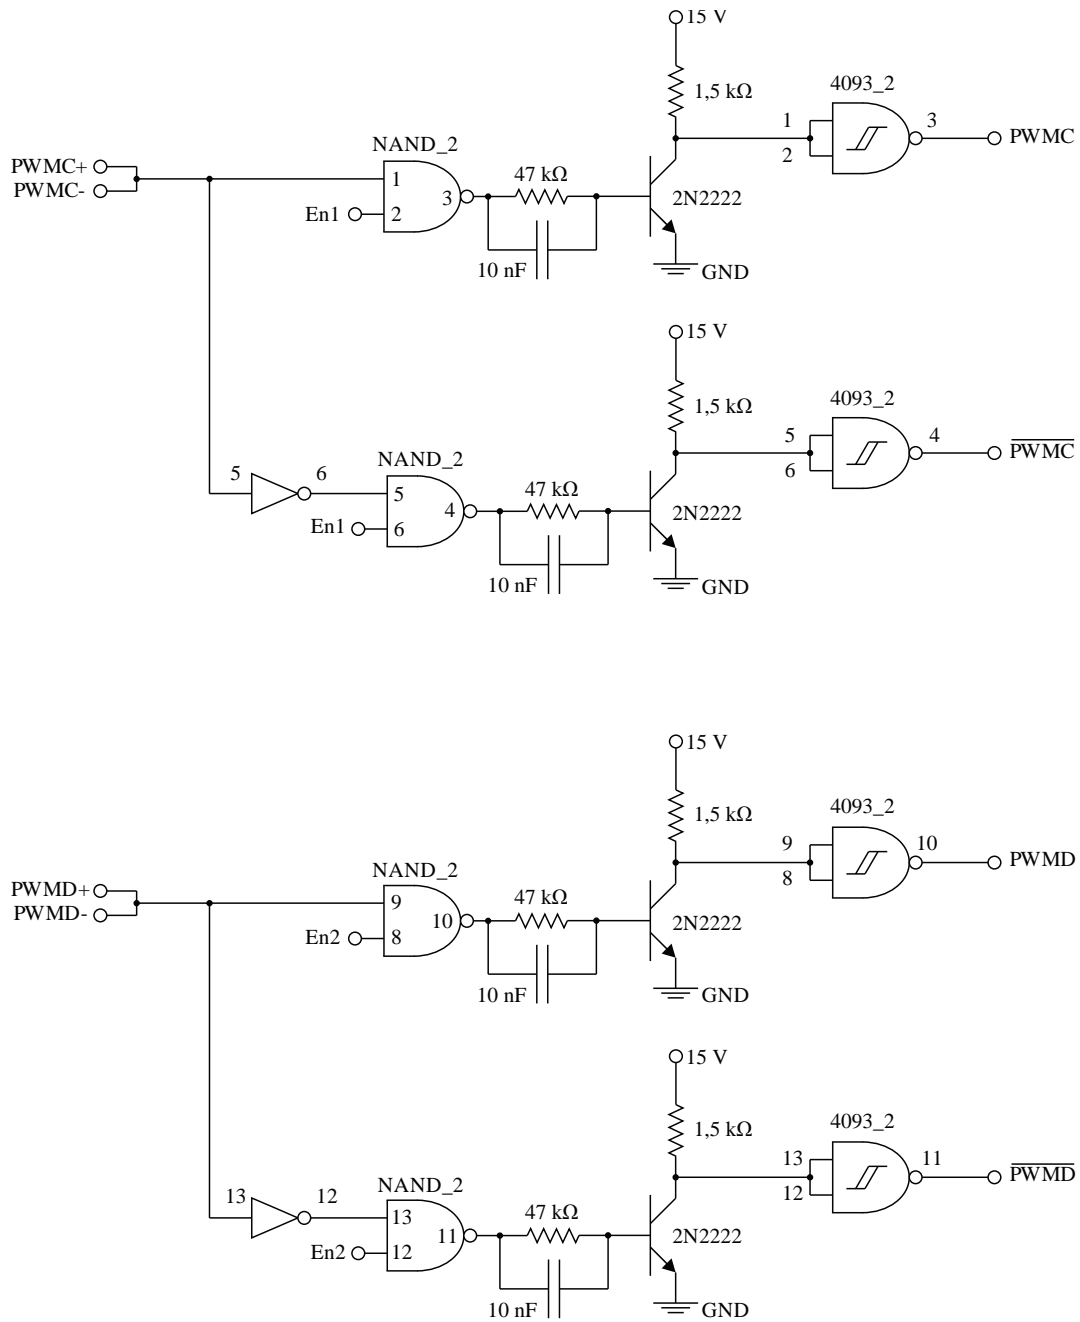 15 V
1,5 kΩ
4093_2
1
2
3
PWMC
NAND_2
PWMC+
PWMC-
1
2
3
En1
47 kΩ
10 nF
2N2222
GND
15 V
1,5 kΩ
4093_2
5
6
4
PWMC
5
6
NAND_2
5
6
4
En1
47 kΩ
10 nF
2N2222
GND
15 V
1,5 kΩ
4093_2
9
8
10
PWMD
NAND_2
PWMD+
PWMD-
9
8
10
En2
47 kΩ
10 nF
2N2222
GND
15 V
1,5 kΩ
4093_2
13
12
11
PWMD
13
12
NAND_2
13
12
11
En2
47 kΩ
10 nF
2N2222
GND